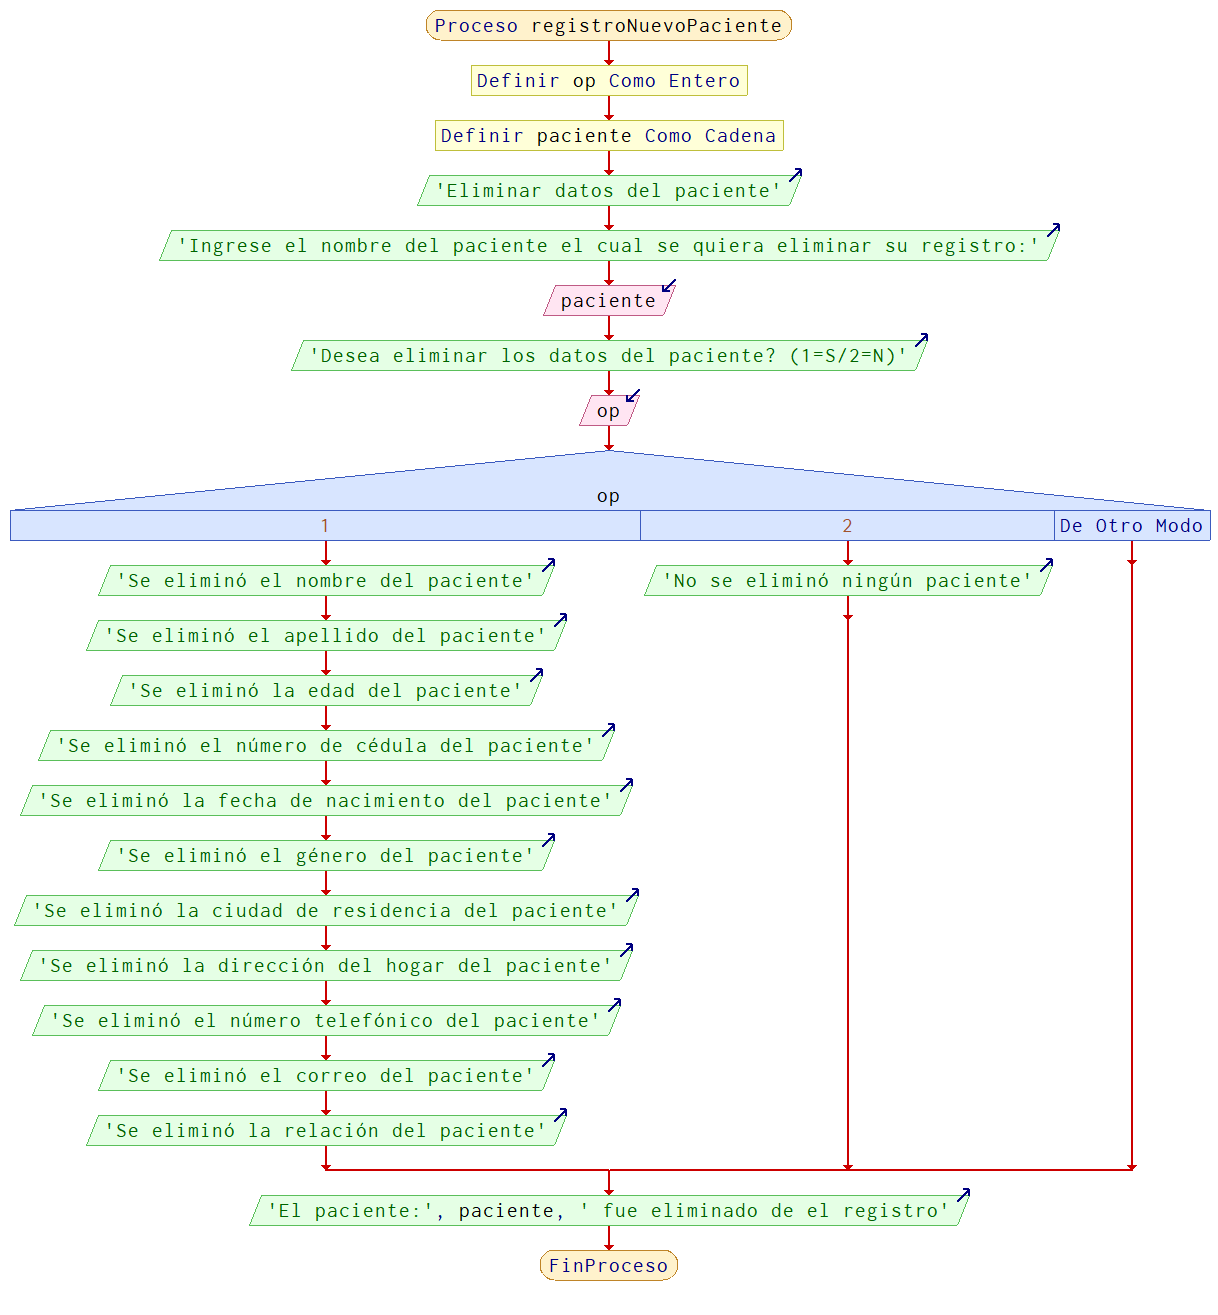 Proceso registroNuevoPaciente
Definir op Como Entero
Definir paciente Como Cadena
'Eliminar datos del paciente'
'Ingrese el nombre del paciente el cual se quiera eliminar su registro:'
paciente
'Desea eliminar los datos del paciente? (1=S/2=N)'
op
op
1 2 De Otro Modo
'Se eliminó el nombre del paciente' 'No se eliminó ningún paciente'
'Se eliminó el apellido del paciente'
'Se eliminó la edad del paciente'
'Se eliminó el número de cédula del paciente'
'Se eliminó la fecha de nacimiento del paciente'
'Se eliminó el género del paciente'
'Se eliminó la ciudad de residencia del paciente'
'Se eliminó la dirección del hogar del paciente'
'Se eliminó el número telefónico del paciente'
'Se eliminó el correo del paciente'
'Se eliminó la relación del paciente'
'El paciente:', paciente, ' fue eliminado de el registro'
FinProceso